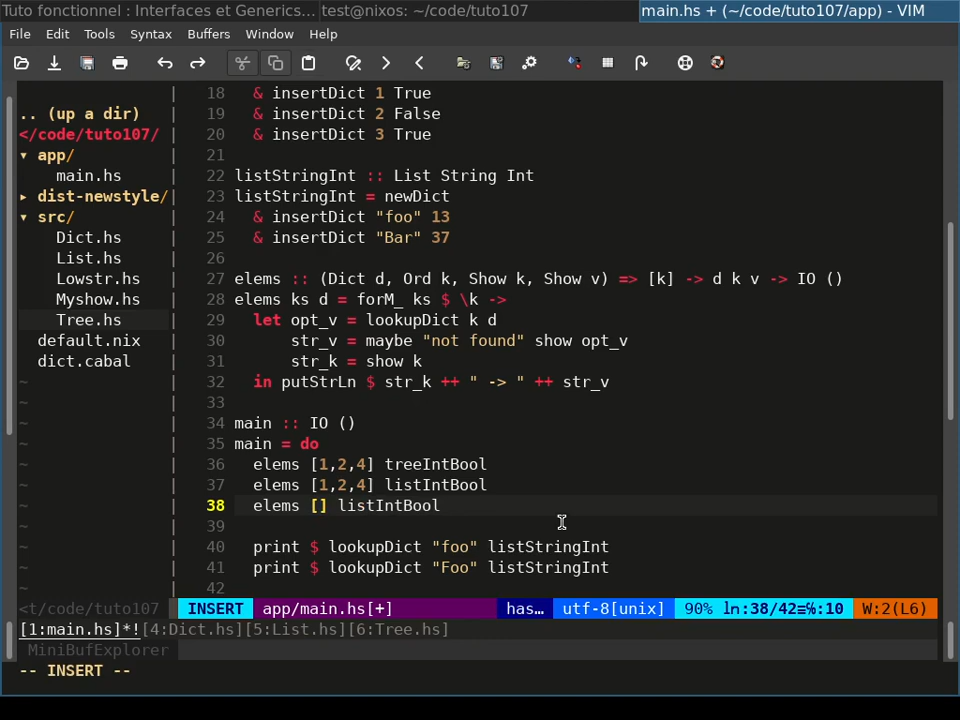 Tuto fonctionnel : Interfaces et Generics... test@nixos: ~/code/tuto107 main.hs + (~/code/tuto107/app) - VIM
File Edit Tools Syntax Buffers Window Help
18 & insertDict 1 True
.. (up a dir) 19 & insertDict 2 False
</code/tuto107/ 20 & insertDict 3 True
▾ app/ 21
main.hs 22 listStringInt :: List String Int
▸ dist-newstyle/ 23 listStringInt = newDict
▾ src/ 24 & insertDict "foo" 13
Dict.hs 25 & insertDict "Bar" 37
List.hs 26
Lowstr.hs 27 elems :: (Dict d, Ord k, Show k, Show v) => [k] -> d k v -> IO ()
Myshow.hs 28 elems ks d = forM_ ks $ \k ->
Tree.hs 29 let opt_v = lookupDict k d
default.nix 30 str_v = maybe "not found" show opt_v
dict.cabal 31 str_k = show k
~ 32 in putStrLn $ str_k ++ " -> " ++ str_v
~ 33
~ 34 main :: IO ()
~ 35 main = do
~ 36 elems [1,2,4] treeIntBool
~ 37 elems [1,2,4] listIntBool
~ 38 elems [] listIntBool
~ 39
~ 40 print $ lookupDict "foo" listStringInt
~ 41 print $ lookupDict "Foo" listStringInt
~ 42
<t/code/tuto107 INSERT app/main.hs[+] has… utf-8[unix] 90% ln:38/42≡℅:10 W:2(L6)
[1:main.hs]*![4:Dict.hs][5:List.hs][6:Tree.hs]
MiniBufExplorer
-- INSERT --